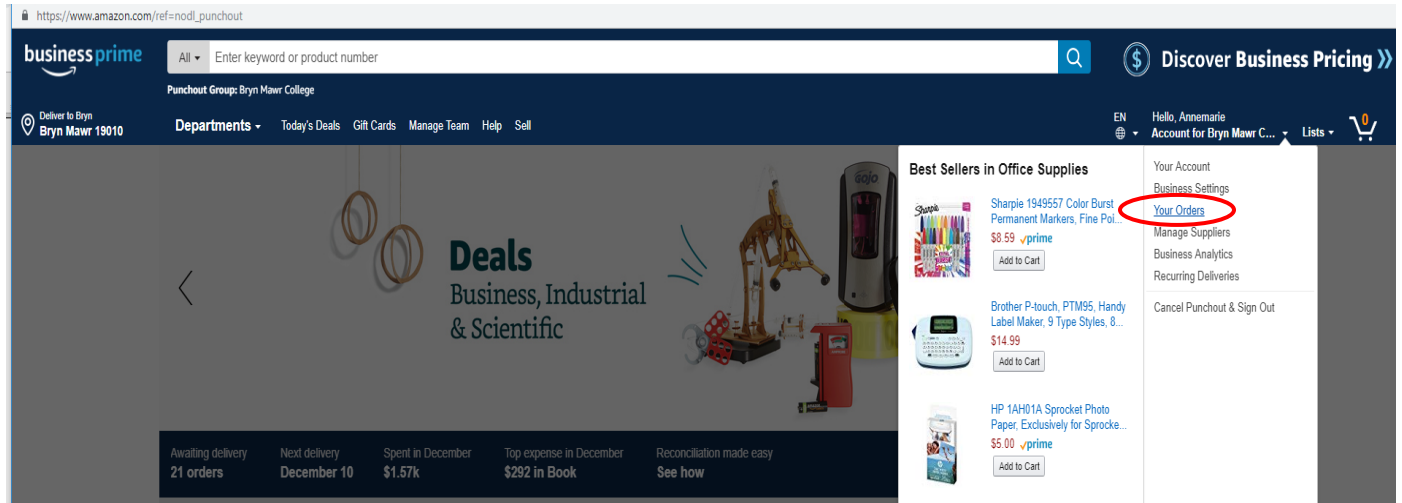 https://www.amazon.com/ref=nodl_punchout
business prime
All
Enter keyword or product number
Discover Business Pricing »
Punchout Group: Bryn Mawr College
Deliver to Bryn
Bryn Mawr 19010
Departments
Today's Deals
Gift Cards
Manage Team
Help
Sell
EN
Hello, Annemarie
Account for Bryn Mawr C...
Lists
0
Deals
Business, Industrial
& Scientific
GOJO
Awaiting delivery
21 orders
Next delivery
December 10
Spent in December
$1.57k
Top expense in December
$292 in Book
Reconciliation made easy
See how
Best Sellers in Office Supplies
Sharpie
Sharpie 1949557 Color Burst
Permanent Markers, Fine Poi...
$8.59 prime
Add to Cart
Brother P-touch, PTM95, Handy
Label Maker, 9 Type Styles, 8...
$14.99
Add to Cart
HP 1AH01A Sprocket Photo
Paper, Exclusively for Sprocke...
$5.00 prime
Add to Cart
Your Account
Business Settings
Your Orders
Manage Suppliers
Business Analytics
Recurring Deliveries
Cancel Punchout & Sign Out